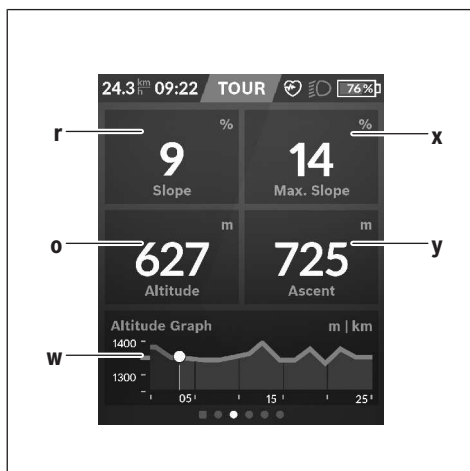 24.3 km/h 09:22 TOUR 76%
r % % x
9 14
Slope Max. Slope
o m m y
627 725
Altitude Ascent
Altitude Graph m | km
w 1400
1300
05 15 25